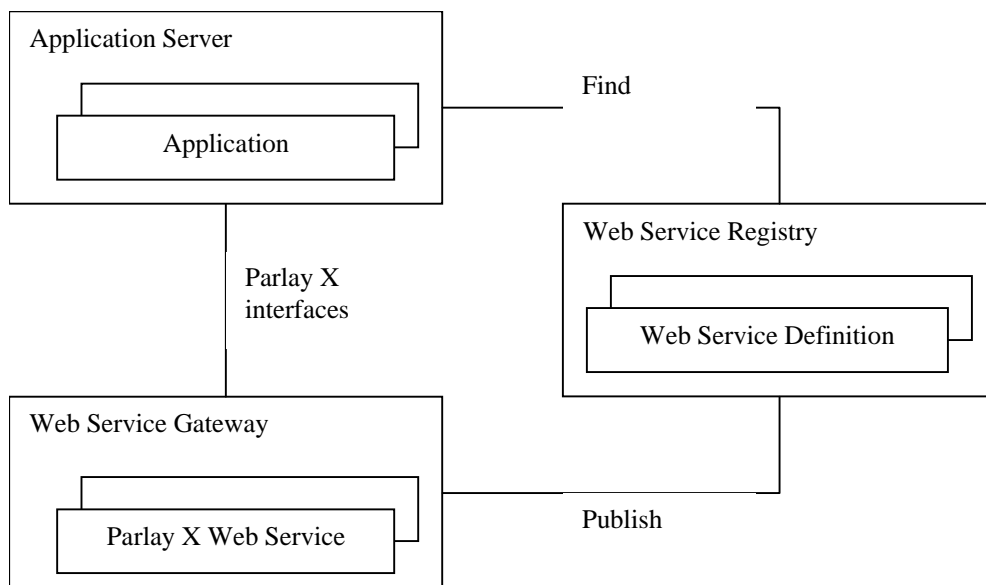 Application Server
Find
Application
Web Service Registry
Parlay X
interfaces
Web Service Definition
Web Service Gateway
Publish
Parlay X Web Service